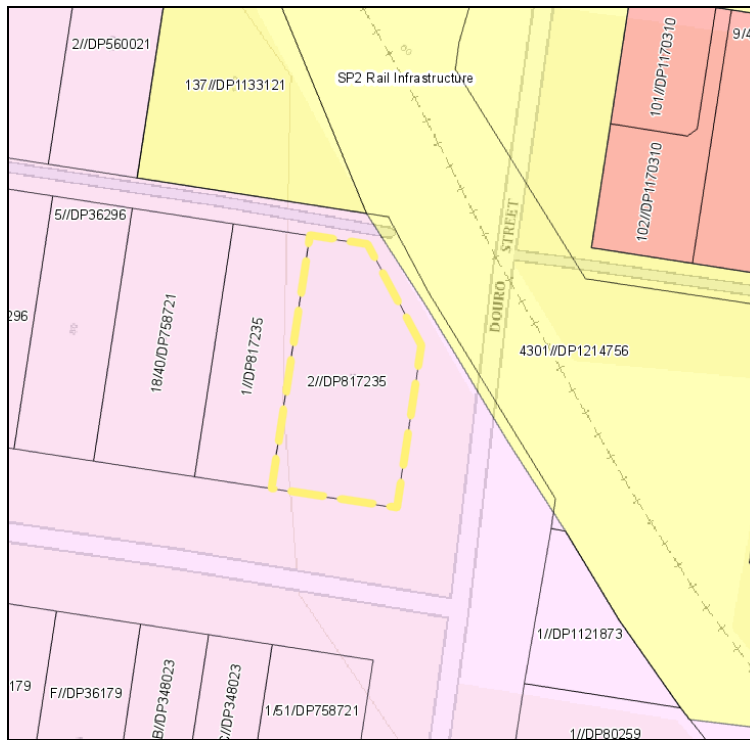 2//DP560021
137//DP1133121
SP2 Rail Infrastructure
101//DP1170310
9/4
102//DP1170310
5//DP36296
DOURO STREET
296
80
60
18/40/DP758721
1//DP817235
2//DP817235
4301//DP1214756
1//DP1121873
179
F//DP36179
B//DP348023
C//DP348023
1/51/DP758721
1//DP80259